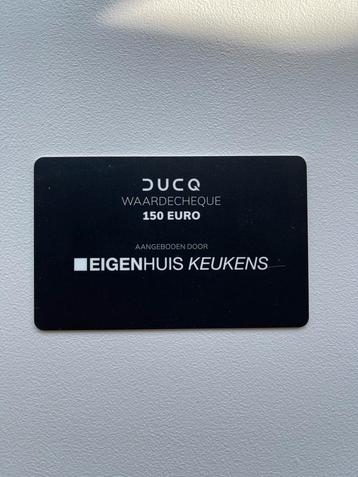 DUCQ
WAARDECHEQUE
150 EURO
AANGEBODEN DOOR
EIGENHUIS KEUKENS